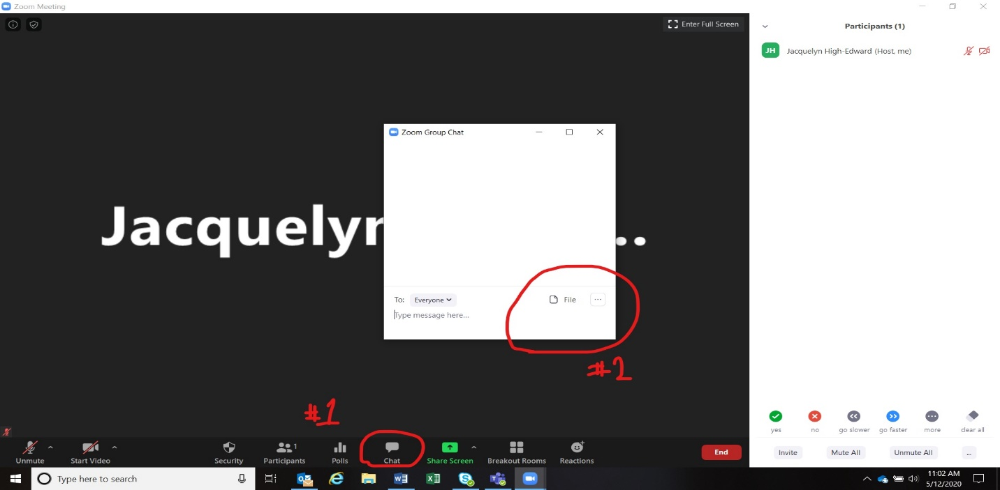 Zoom Meeting
Enter Full Screen
Participants (1)
JH Jacquelyn High-Edward (Host, me)
Zoom Group Chat
Jacquelyn ..
To: Everyone File ...
Type message here...
#2
#1
yes no go slower go faster more clear all
Invite Mute All Unmute All ...
Unmute Start Video Security Participants 1 Polls Chat Share Screen Breakout Rooms Reactions End
Type here to search
11:02 AM
5/12/2020